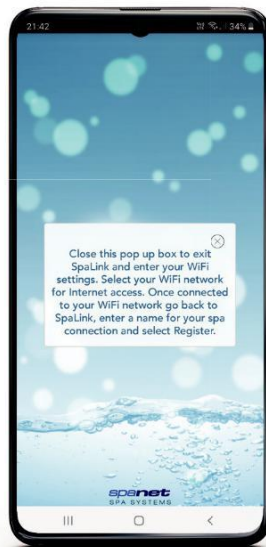 21:42
34%
Close this pop up box to exit
SpaLink and enter your WiFi
settings. Select your WiFi network
for Internet access. Once connected
to your WiFi network go back to
SpaLink, enter a name for your spa
connection and select Register.
spanet
SPA SYSTEMS